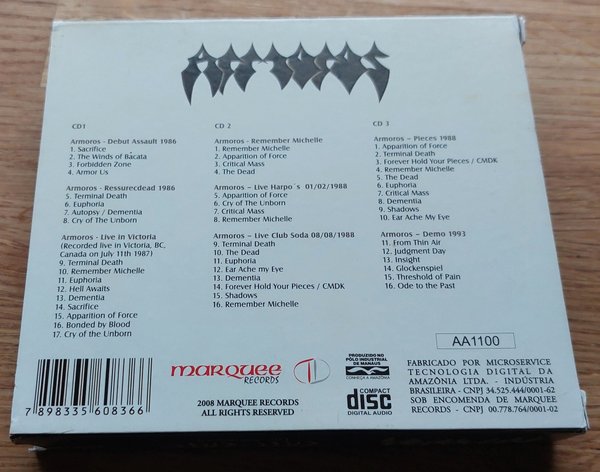 ARMOROS
CD1
Armoros - Debut Assault 1986
1. Sacrifice
2. The Winds of Bäcata
3. Forbidden Zone
4. Armor Us
Armoros - Ressurecdead 1986
5. Terminal Death
6. Euphoria
7. Autopsy / Dementia
8. Cry of the Unborn
Armoros - Live in Victoria
(Recorded live in Victoria, BC,
Canada on July 11th 1987)
9. Terminal Death
10. Remember Michelle
11. Euphoria
12. Hell Awaits
13. Dementia
14. Sacrifice
15. Apparition of Force
16. Bonded by Blood
17. Cry of the Unborn
CD 2
Armoros - Remember Michelle
1. Remember Michelle
2. Apparition of Force
3. Critical Mass
4. The Dead
Armoros – Live Harpo´s 01/02/1988
5. Apparition of Force
6. Cry of The Unborn
7. Critical Mass
8. Remember Michelle
Armoros – Live Club Soda 08/08/1988
9. Terminal Death
10. The Dead
11. Euphoria
12. Ear Ache my Eye
13. Dementia
14. Forever Hold Your Pieces / CMDK
15. Shadows
16. Remember Michelle
CD 3
Armoros – Pieces 1988
1. Apparition of Force
2. Terminal Death
3. Forever Hold Your Pieces / CMDK
4. Remember Michelle
5. The Dead
6. Euphoria
7. Critical Mass
8. Dementia
9. Shadows
10. Ear Ache My Eye
Armoros – Demo 1993
11. From Thin Air
12. Judgment Day
13. Insight
14. Glockenspiel
15. Threshold of Pain
16. Ode to the Past
AA1100
7 898335 608366
marquee
RECORDS
2008 MARQUEE RECORDS
ALL RIGHTS RESERVED
PRODUZIDO NO
PÓLO INDUSTRIAL
DE MANAUS
CONHEÇA A AMAZÔNIA
COMPACT
disc
DIGITAL AUDIO
FABRICADO POR MICROSERVICE
TECNOLOGIA DIGITAL DA
AMAZÔNIA LTDA. - INDÚSTRIA
BRASILEIRA - CNPJ 34.525.444/0001-62
SOB ENCOMENDA DE MARQUEE
RECORDS - CNPJ 00.778.764/0001-02